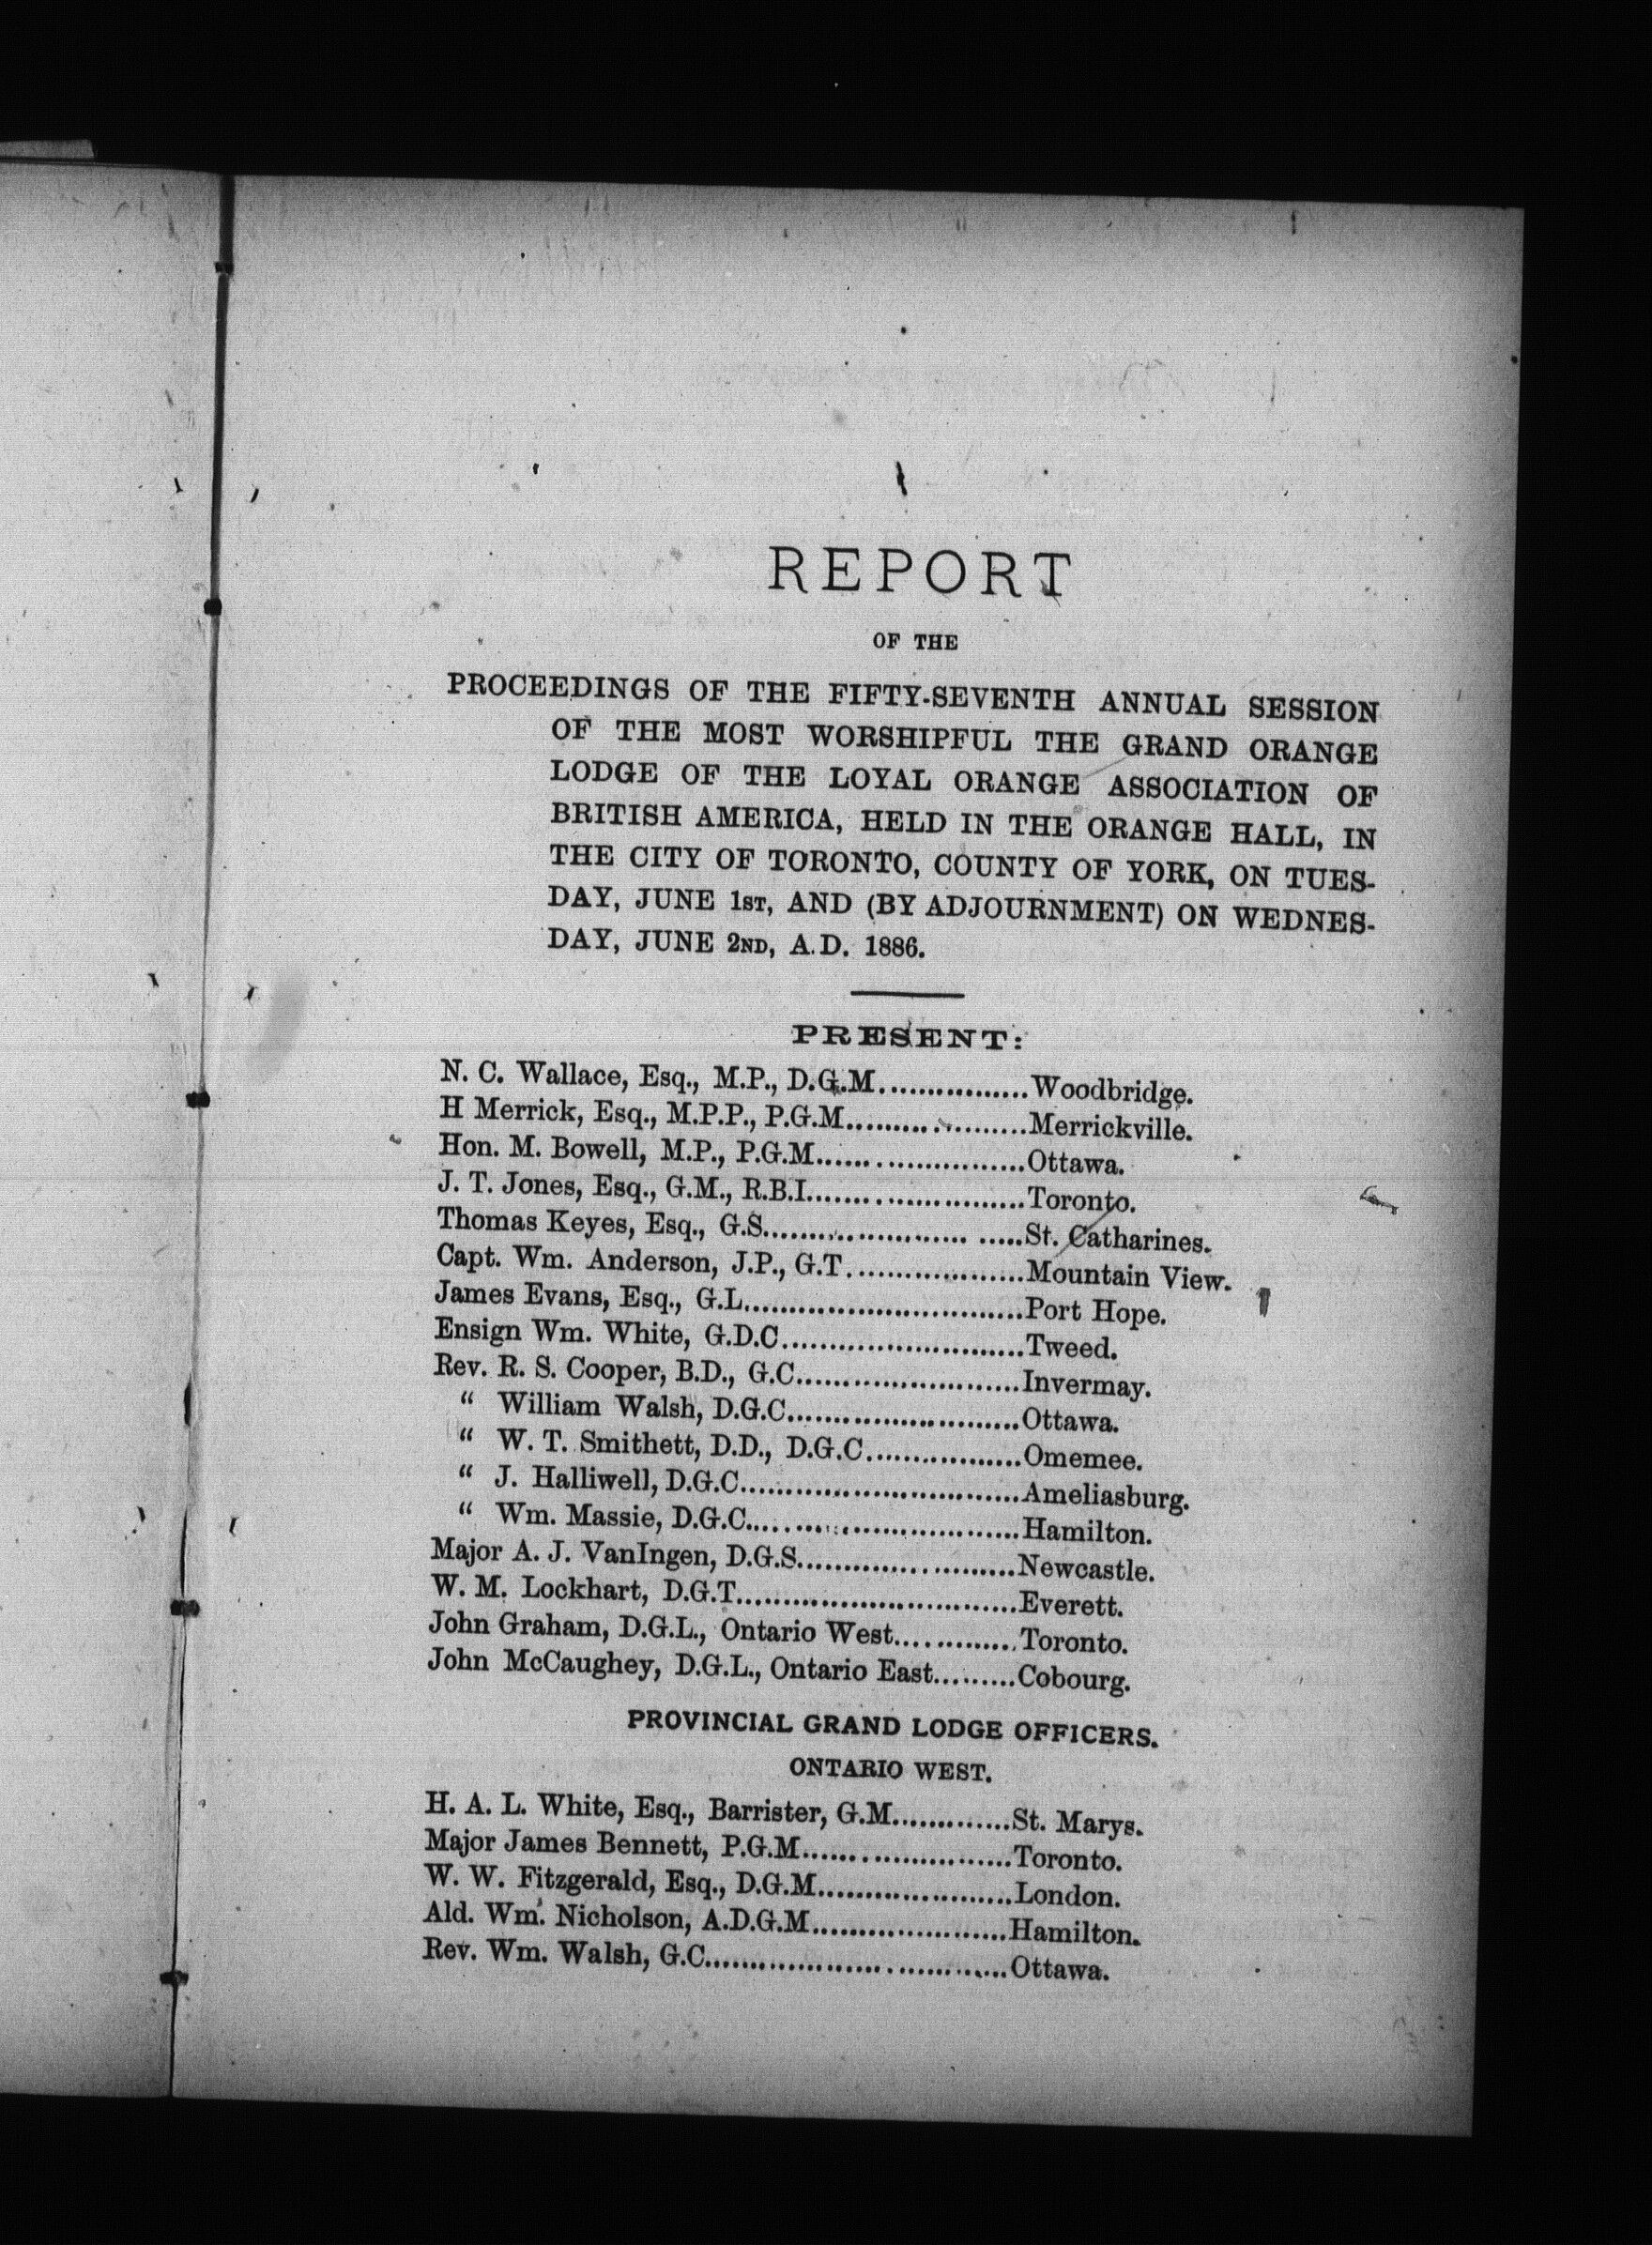 REPORT
OF THE
PROCEEDINGS OF THE FIFTY-SEVENTH ANNUAL SESSION
OF THE MOST WORSHIPFUL THE GRAND ORANGE
LODGE OF THE LOYAL ORANGE ASSOCIATION OF
BRITISH AMERICA, HELD IN THE ORANGE HALL, IN
THE CITY OF TORONTO, COUNTY OF YORK, ON TUES-
DAY, JUNE 1ST, AND (BY ADJOURNMENT) ON WEDNES-
DAY, JUNE 2ND, A.D. 1886.
PRESENT:
N. C. Wallace, Esq., M.P., D.G.M................Woodbridge.
H Merrick, Esq., M.P.P., P.G.M...................Merrickville.
Hon. M. Bowell, M.P., P.G.M......................Ottawa.
J. T. Jones, Esq., G.M., R.B.I.......................Toronto.
Thomas Keyes, Esq., G.S...................... .....St. Catharines.
Capt. Wm. Anderson, J.P., G.T...................Mountain View.
James Evans, Esq., G.L..............................Port Hope.
Ensign Wm. White, G.D.C..........................Tweed.
Rev. R. S. Cooper, B.D., G.C........................Invermay.
“ William Walsh, D.G.C.........................Ottawa.
“ W. T. Smithett, D.D., D.G.C.................Omemee.
“ J. Halliwell, D.G.C..............................Ameliasburg.
“ Wm. Massie, D.G.C.............................Hamilton.
Major A. J. VanIngen, D.G.S.......................Newcastle.
W. M. Lockhart, D.G.T..............................Everett.
John Graham, D.G.L., Ontario West.............Toronto.
John McCaughey, D.G.L., Ontario East.........Cobourg.
PROVINCIAL GRAND LODGE OFFICERS.
ONTARIO WEST.
H. A. L. White, Esq., Barrister, G.M.............St. Marys.
Major James Bennett, P.G.M.......................Toronto.
W. W. Fitzgerald, Esq., D.G.M.....................London.
Ald. Wm. Nicholson, A.D.G.M.....................Hamilton.
Rev. Wm. Walsh, G.C................................Ottawa.